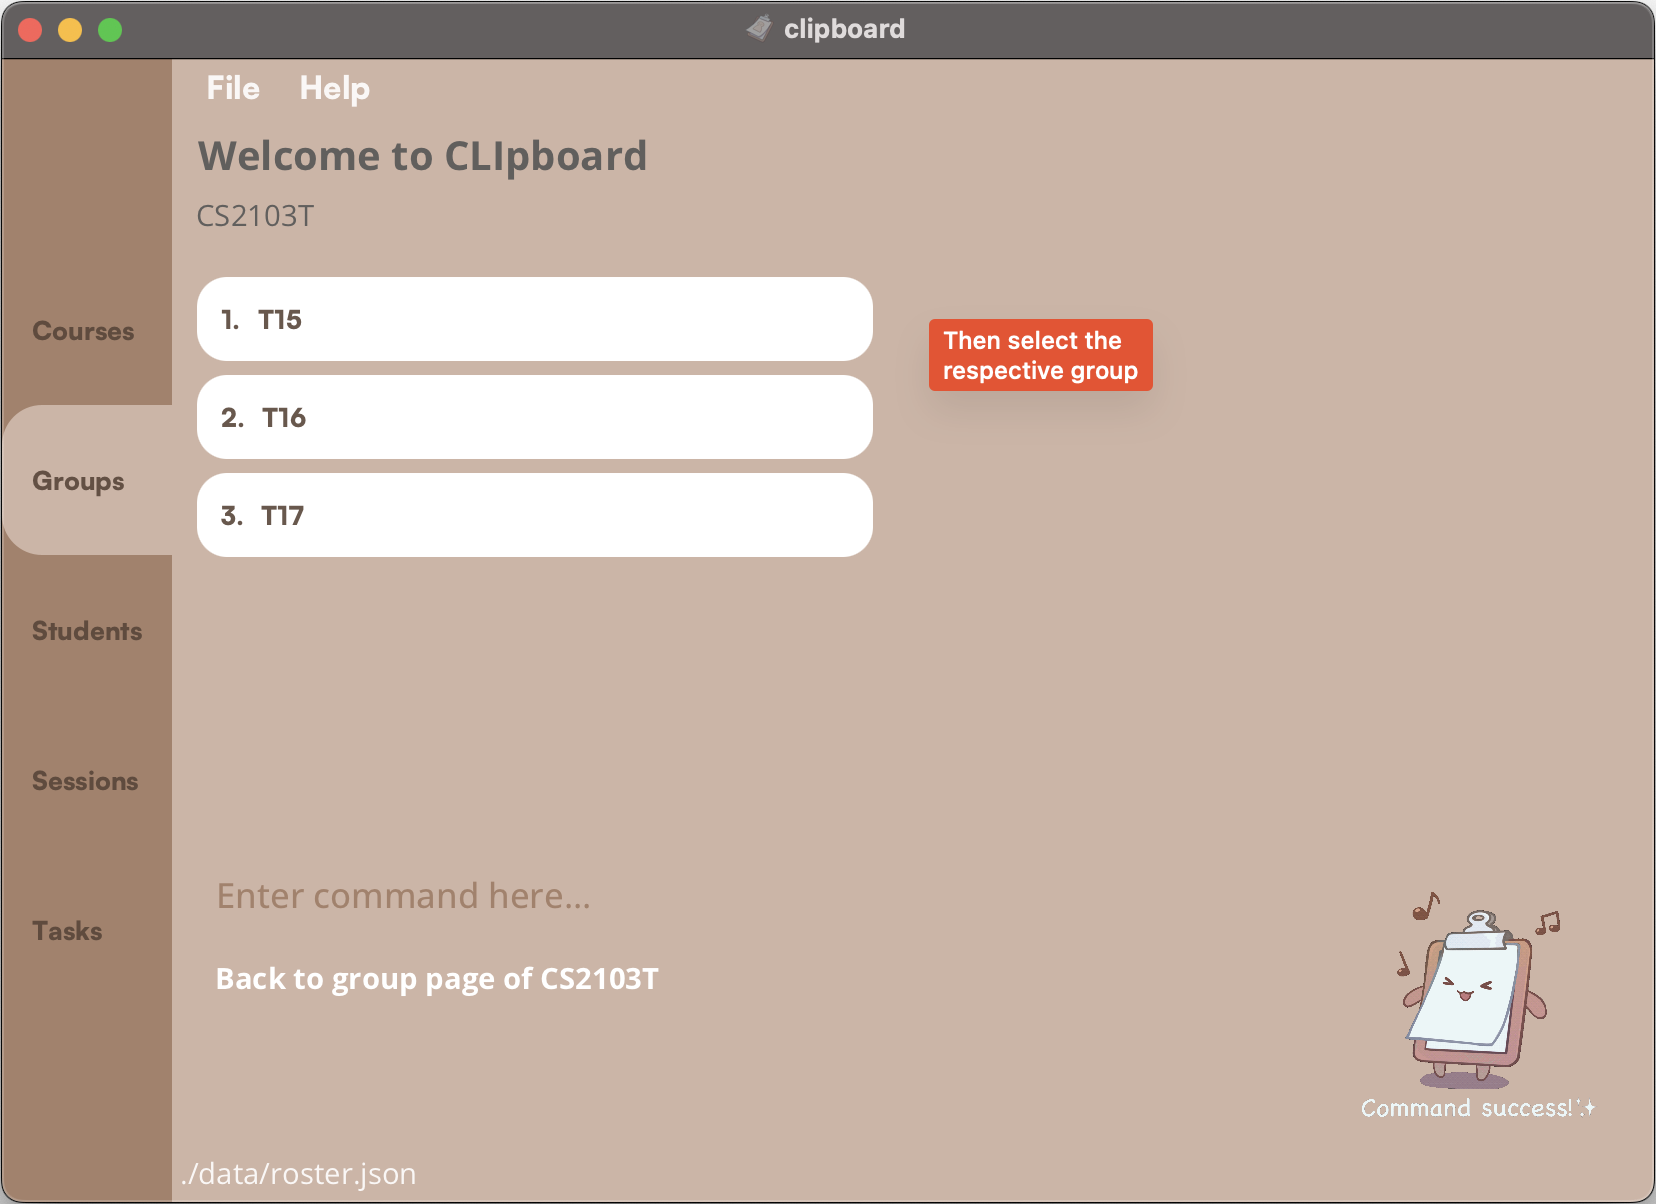 clipboard
File Help
Welcome to CLIpboard
CS2103T
Courses
Groups
Students
Sessions
Tasks
1. T15
2. T16
3. T17
Then select the
respective group
Enter command here...
Back to group page of CS2103T
Command success!
./data/roster.json